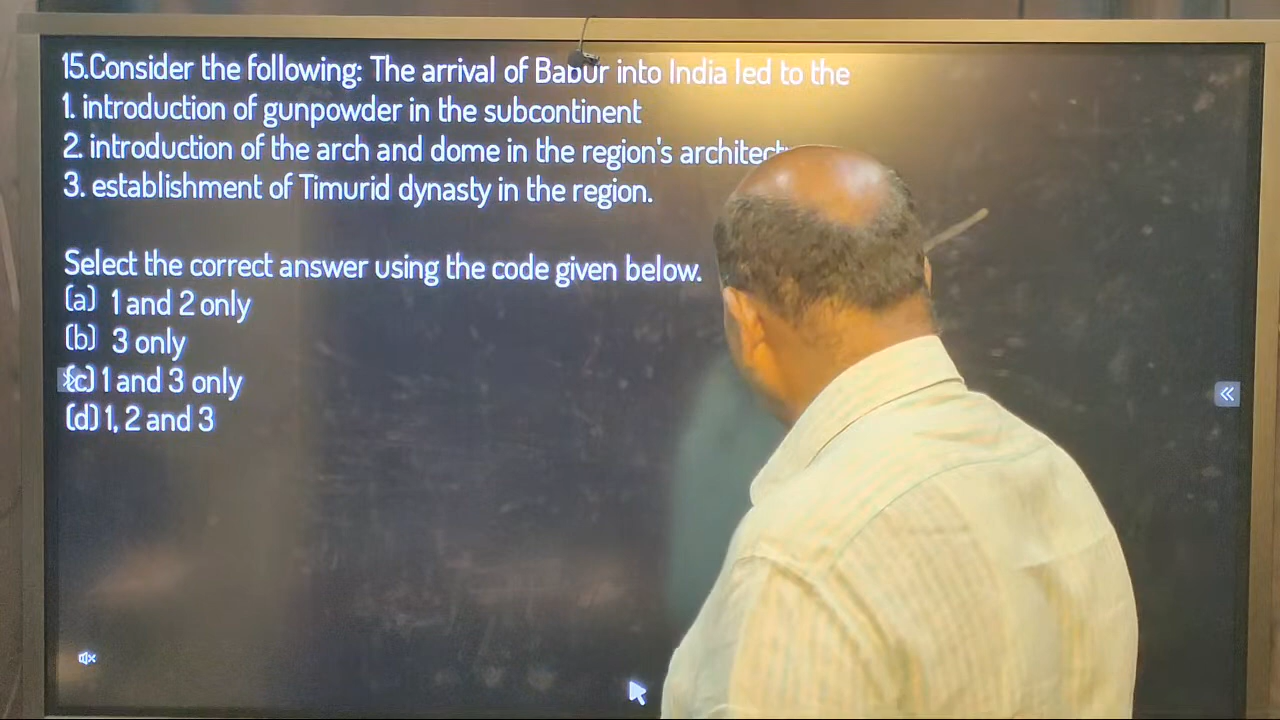 15.Consider the following: The arrival of Babur into India led to the
1. introduction of gunpowder in the subcontinent
2. introduction of the arch and dome in the region's
3. establishment of Timurid dynasty in the region.
Select the correct answer using the code given below.
(a) 1 and 2 only
(b) 3 only
(c) 1 and 3 only
(d) 1, 2 and 3